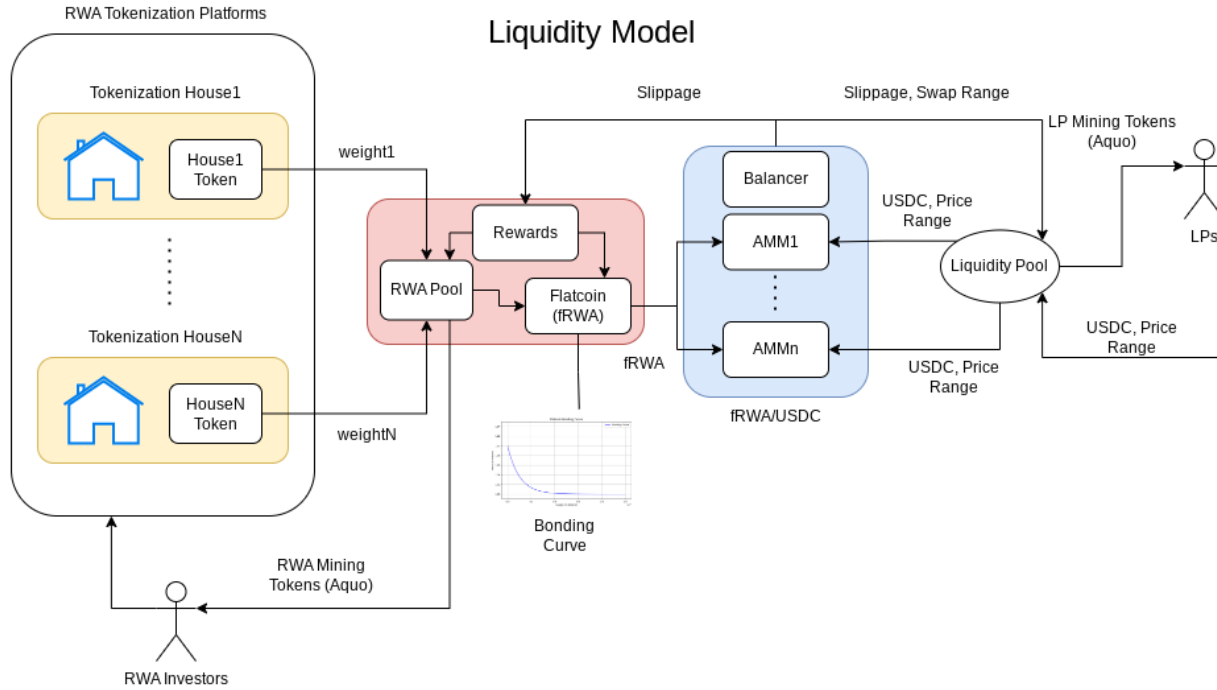 RWA Tokenization Platforms
Liquidity Model
Tokenization House1
House1
Token
weight1
Tokenization HouseN
HouseN
Token
weightN
Slippage
Slippage, Swap Range
LP Mining Tokens
(Aquo)
Rewards
RWA Pool
Flatcoin
(fRWA)
fRWA
Balancer
AMM1
AMMn
fRWA/USDC
USDC, Price
Range
Liquidity Pool
USDC, Price
Range
LPs
USDC, Price
Range
Bonding
Curve
RWA Mining
Tokens (Aquo)
RWA Investors